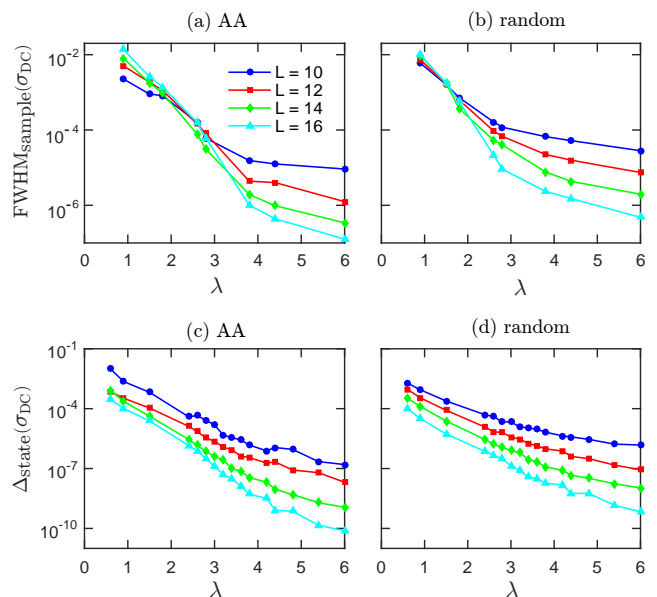 (a) AA
(b) random
FWHM_sample(σ_DC)
10^-2
10^-4
10^-6
L = 10
L = 12
L = 14
L = 16
0 1 2 3 4 5 6
0 1 2 3 4 5 6
λ
λ
(c) AA
(d) random
Δ_state(σ_DC)
10^-1
10^-4
10^-7
10^-10
0 1 2 3 4 5 6
0 1 2 3 4 5 6
λ
λ